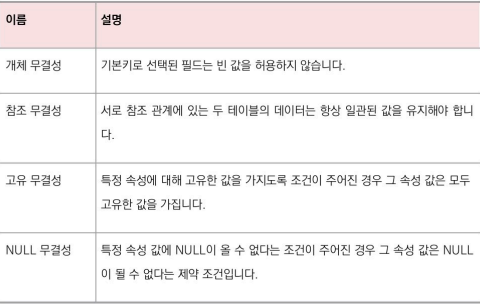 이름 설명
개체 무결성 기본키로 선택된 필드는 빈 값을 허용하지 않습니다.
참조 무결성 서로 참조 관계에 있는 두 테이블의 데이터는 항상 일관된 값을 유지해야 합니
다.
고유 무결성 특정 속성에 대해 고유한 값을 가지도록 조건이 주어진 경우 그 속성 값은 모두
고유한 값을 가집니다.
NULL 무결성 특정 속성 값에 NULL이 올 수 없다는 조건이 주어진 경우 그 속성 값은 NULL
이 될 수 없다는 제약 조건입니다.